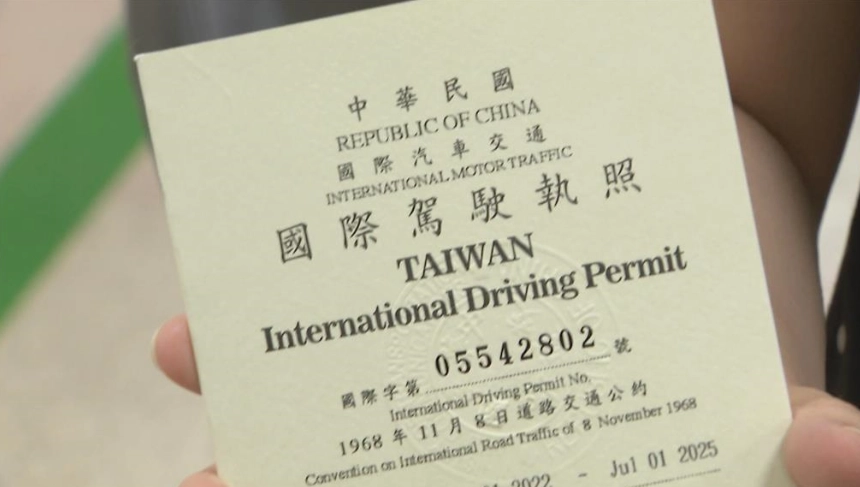 中華民國
REPUBLIC OF CHINA
國際汽車交通
INTERNATIONAL MOTOR TRAFFIC
國際駕駛執照
TAIWAN
International Driving Permit
國際字第 05542802 號
International Driving Permit No.
1968 年 11 月 8 日道路交通公約
Convention on International Road Traffic of 8 November 1968
2022 - Jul 01 2025